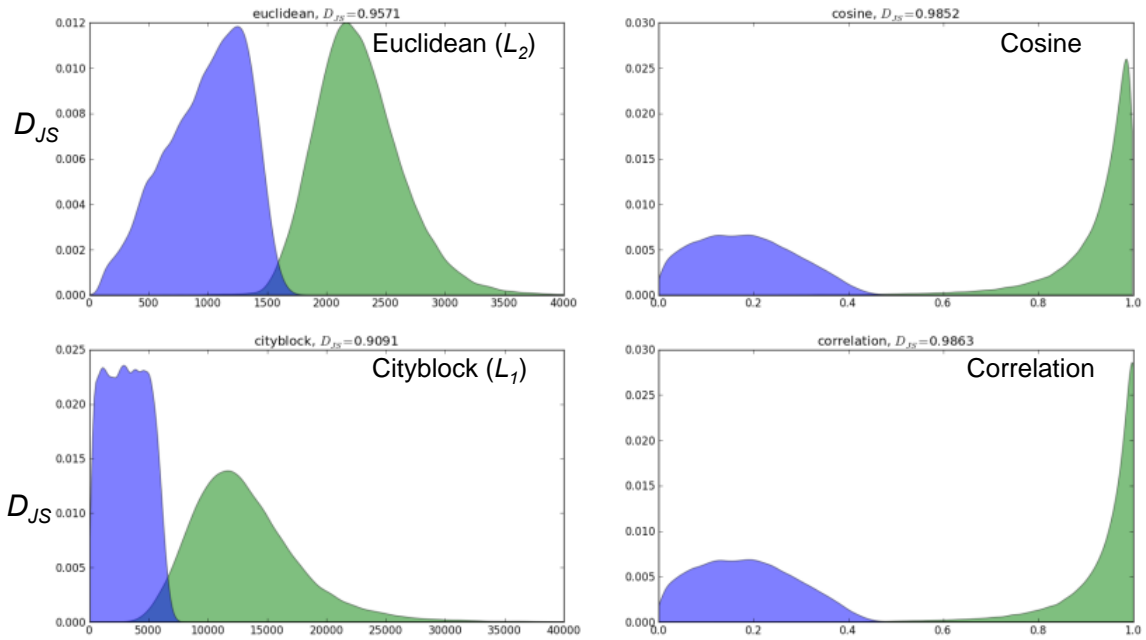 euclidean, D_JS=0.9571
Euclidean (L_2)
D_JS
0.012
0.010
0.008
0.006
0.004
0.002
0.000
0 500 1000 1500 2000 2500 3000 3500 4000
cosine, D_JS=0.9852
Cosine
0.030
0.025
0.020
0.015
0.010
0.005
0.000
0.0 0.2 0.4 0.6 0.8 1.0
cityblock, D_JS=0.9091
Cityblock (L_1)
D_JS
0.025
0.020
0.015
0.010
0.005
0.000
0 5000 10000 15000 20000 25000 30000 35000 40000
correlation, D_JS=0.9863
Correlation
0.030
0.025
0.020
0.015
0.010
0.005
0.000
0.0 0.2 0.4 0.6 0.8 1.0